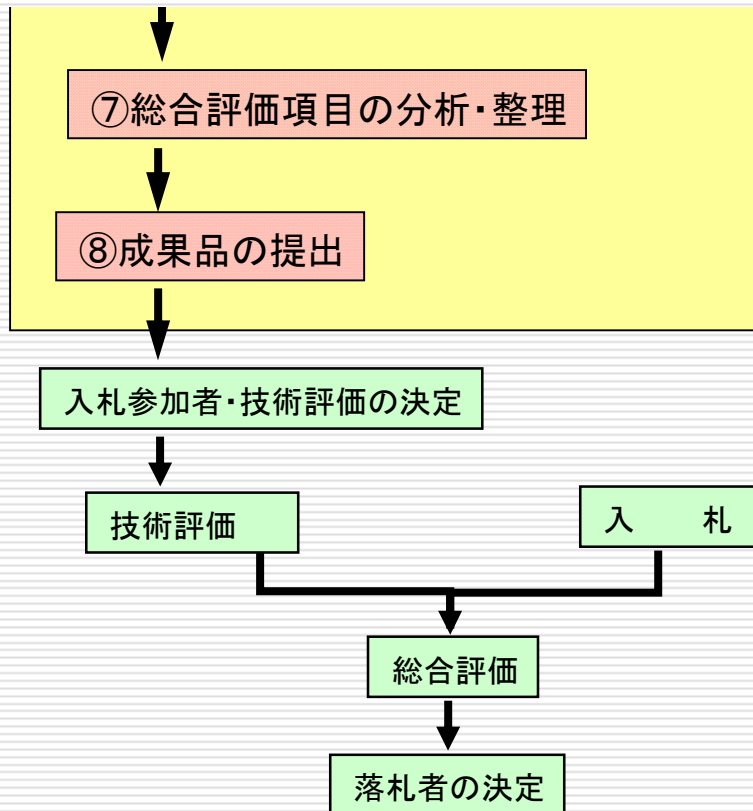 ⑦総合評価項目の分析・整理
⑧成果品の提出
入札参加者・技術評価の決定
技術評価
入　　札
総合評価
落札者の決定